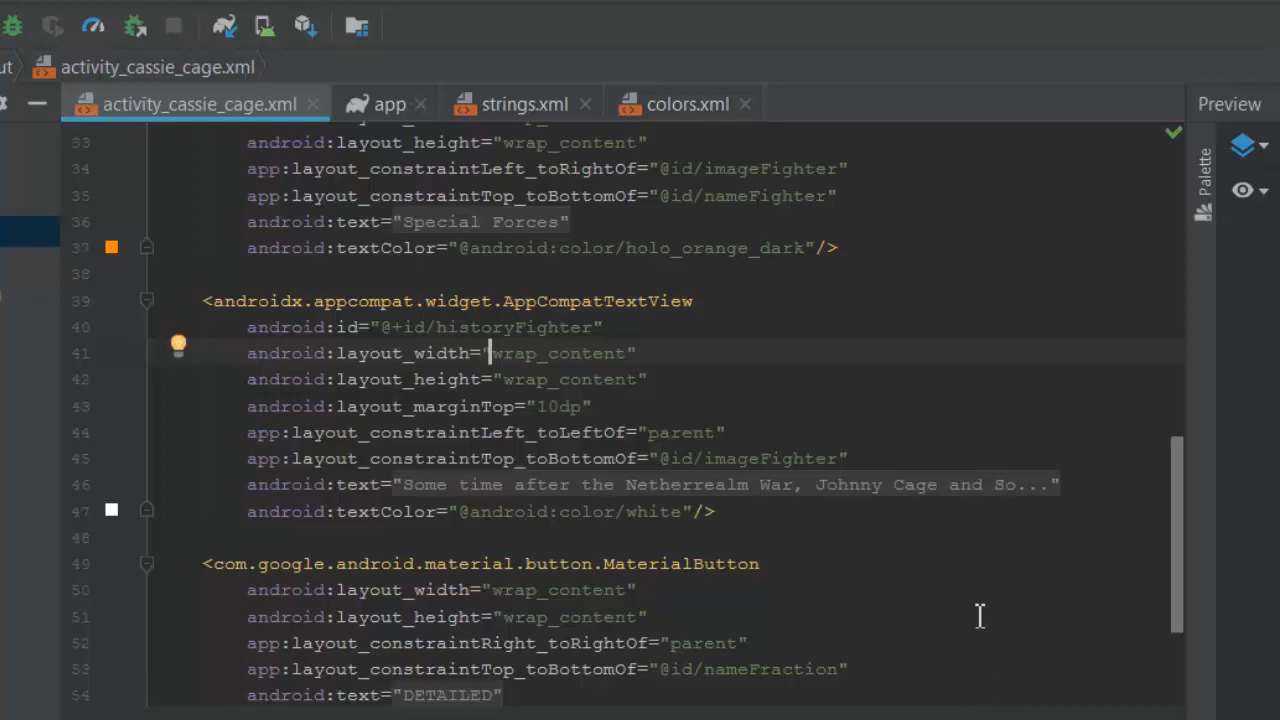 ut activity_cassie_cage.xml
activity_cassie_cage.xml app strings.xml colors.xml Preview
33 android:layout_height="wrap_content"
34 app:layout_constraintLeft_toRightOf="@id/imageFighter"
35 app:layout_constraintTop_toBottomOf="@id/nameFighter"
36 android:text="Special Forces"
37 android:textColor="@android:color/holo_orange_dark"/>
38
39 <androidx.appcompat.widget.AppCompatTextView
40 android:id="@+id/historyFighter"
41 android:layout_width="wrap_content"
42 android:layout_height="wrap_content"
43 android:layout_marginTop="10dp"
44 app:layout_constraintLeft_toLeftOf="parent"
45 app:layout_constraintTop_toBottomOf="@id/imageFighter"
46 android:text="Some time after the Netherrealm War, Johnny Cage and So..."
47 android:textColor="@android:color/white"/>
48
49 <com.google.android.material.button.MaterialButton
50 android:layout_width="wrap_content"
51 android:layout_height="wrap_content"
52 app:layout_constraintRight_toRightOf="parent"
53 app:layout_constraintTop_toBottomOf="@id/nameFraction"
54 android:text="DETAILED"
Palette